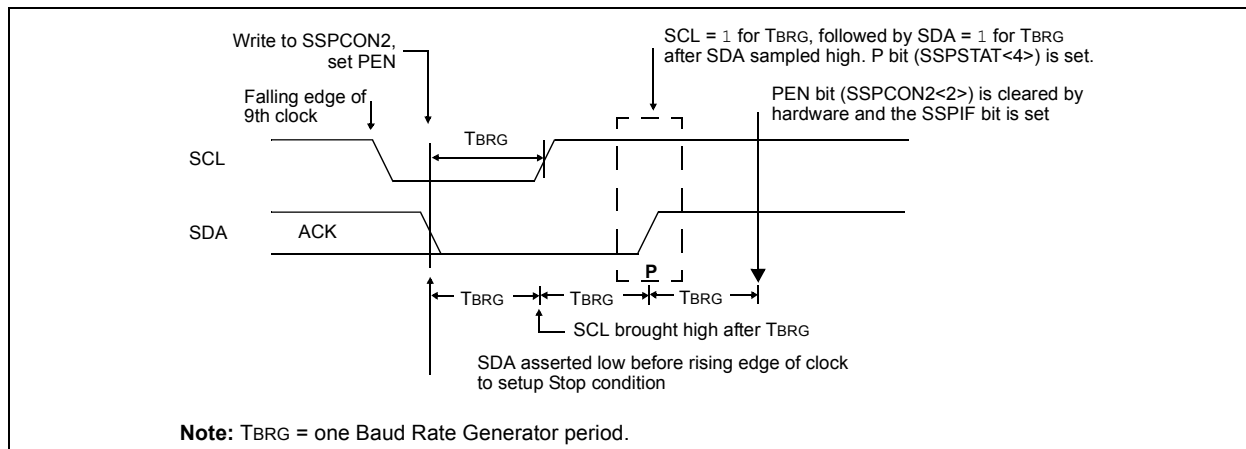 Write to SSPCON2,
set PEN
SCL = 1 for TBRG, followed by SDA = 1 for TBRG
after SDA sampled high. P bit (SSPSTAT<4>) is set.
Falling edge of
9th clock
PEN bit (SSPCON2<2>) is cleared by
hardware and the SSPIF bit is set
TBRG
SCL
SDA
ACK
P
TBRG
TBRG
TBRG
SCL brought high after TBRG
SDA asserted low before rising edge of clock
to setup Stop condition
Note: TBRG = one Baud Rate Generator period.